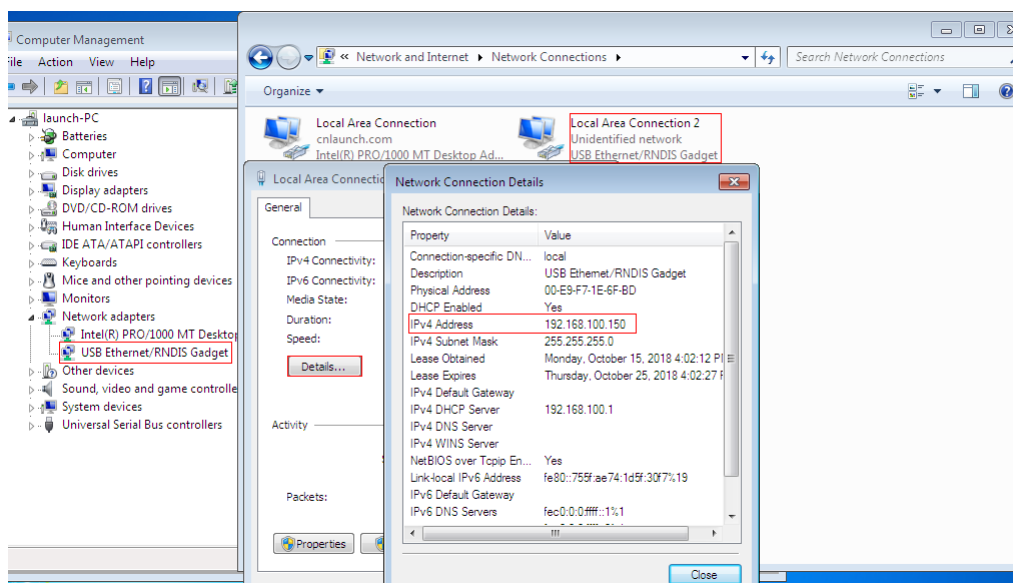 Computer Management
File Action View Help
launch-PC
Batteries
Computer
Disk drives
Display adapters
DVD/CD-ROM drives
Human Interface Devices
IDE ATA/ATAPI controllers
Keyboards
Mice and other pointing devices
Monitors
Network adapters
Intel(R) PRO/1000 MT Desktop
USB Ethernet/RNDIS Gadget
Other devices
Sound, video and game controlle
System devices
Universal Serial Bus controllers
« Network and Internet Network Connections
Search Network Connections
Organize
Local Area Connection
cnlaunch.com
Intel(R) PRO/1000 MT Desktop Ad...
Local Area Connection 2
Unidentified network
USB Ethernet/RNDIS Gadget
Local Area Connectic
General
Connection
IPv4 Connectivity:
IPv6 Connectivity:
Media State:
Duration:
Speed:
Details...
Activity
Packets:
Properties
Network Connection Details
Network Connection Details:
Property Value
Connection-specific DN... local
Description USB Ethernet/RNDIS Gadget
Physical Address 00-E9-F7-1E-6F-BD
DHCP Enabled Yes
IPv4 Address 192.168.100.150
IPv4 Subnet Mask 255.255.255.0
Lease Obtained Monday, October 15, 2018 4:02:12 PM
Lease Expires Thursday, October 25, 2018 4:02:27 P
IPv4 Default Gateway
IPv4 DHCP Server 192.168.100.1
IPv4 DNS Server
IPv4 WINS Server
NetBIOS over Tcpip En... Yes
Link-local IPv6 Address fe80::755f:ae74:1d5f:30f7%19
IPv6 Default Gateway
IPv6 DNS Servers fec0:0:0:ffff::1%1
Close